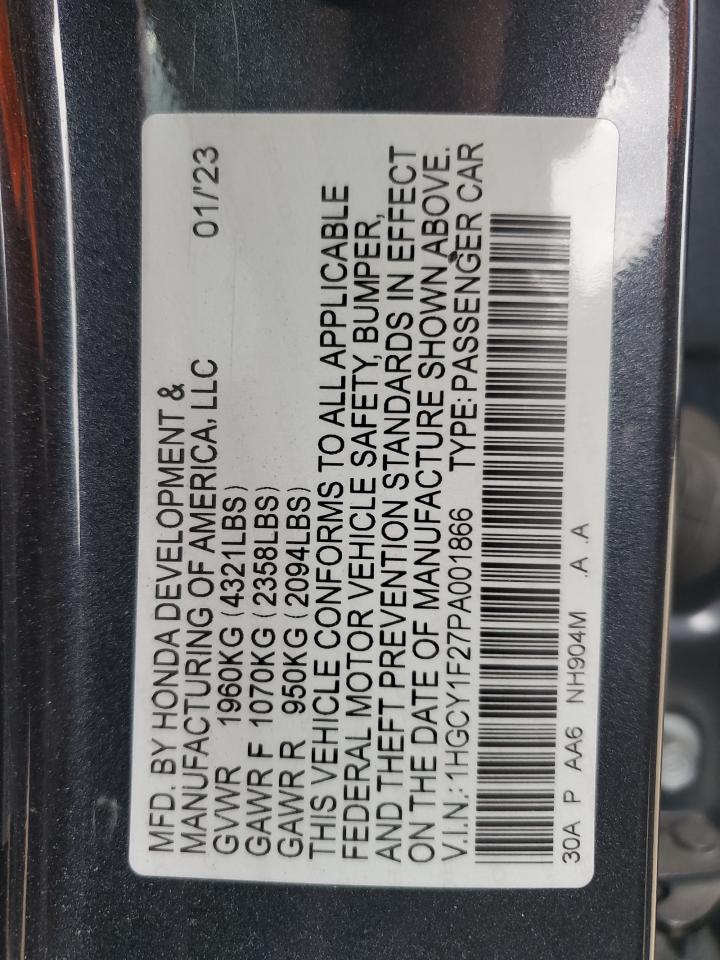 MFD. BY HONDA DEVELOPMENT &
MANUFACTURING OF AMERICA, LLC 01/'23
GVWR 1960KG (4321LBS)
GAWR F 1070KG (2358LBS)
GAWR R 950KG (2094LBS)
THIS VEHICLE CONFORMS TO ALL APPLICABLE
FEDERAL MOTOR VEHICLE SAFETY, BUMPER,
AND THEFT PREVENTION STANDARDS IN EFFECT
ON THE DATE OF MANUFACTURE SHOWN ABOVE.
V.I.N.:1HGCY1F27PA001866 TYPE:PASSENGER CAR
30A P AA6 NH904M .A .A